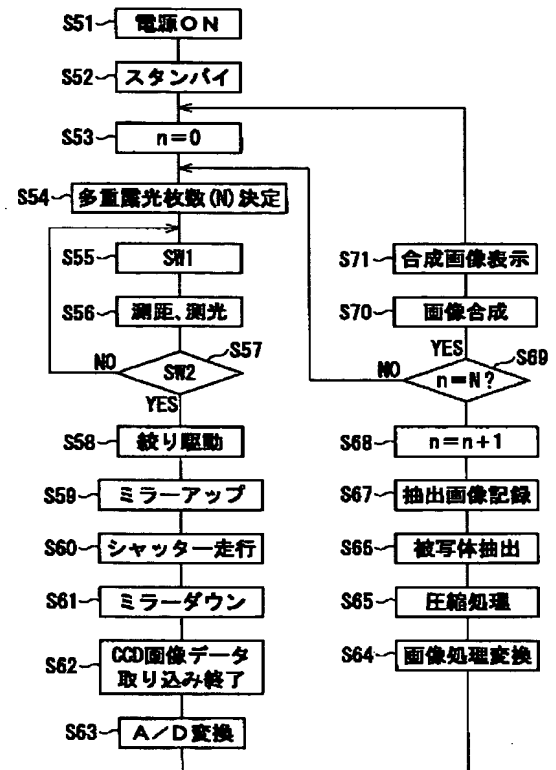 S51
電源ON
S52
スタンバイ
S53
n=0
S54
多重露光枚数(N)決定
S55
SW1
S56
測距、測光
S57
SW2
NO
YES
S58
絞り駆動
S59
ミラーアップ
S60
シャッター走行
S61
ミラーダウン
S62
CCD画像データ
取り込み終了
S63
A/D変換
S71
合成画像表示
S70
画像合成
YES
S69
n=N?
NO
S68
n=n+1
S67
抽出画像記録
S66
被写体抽出
S65
圧縮処理
S64
画像処理変換